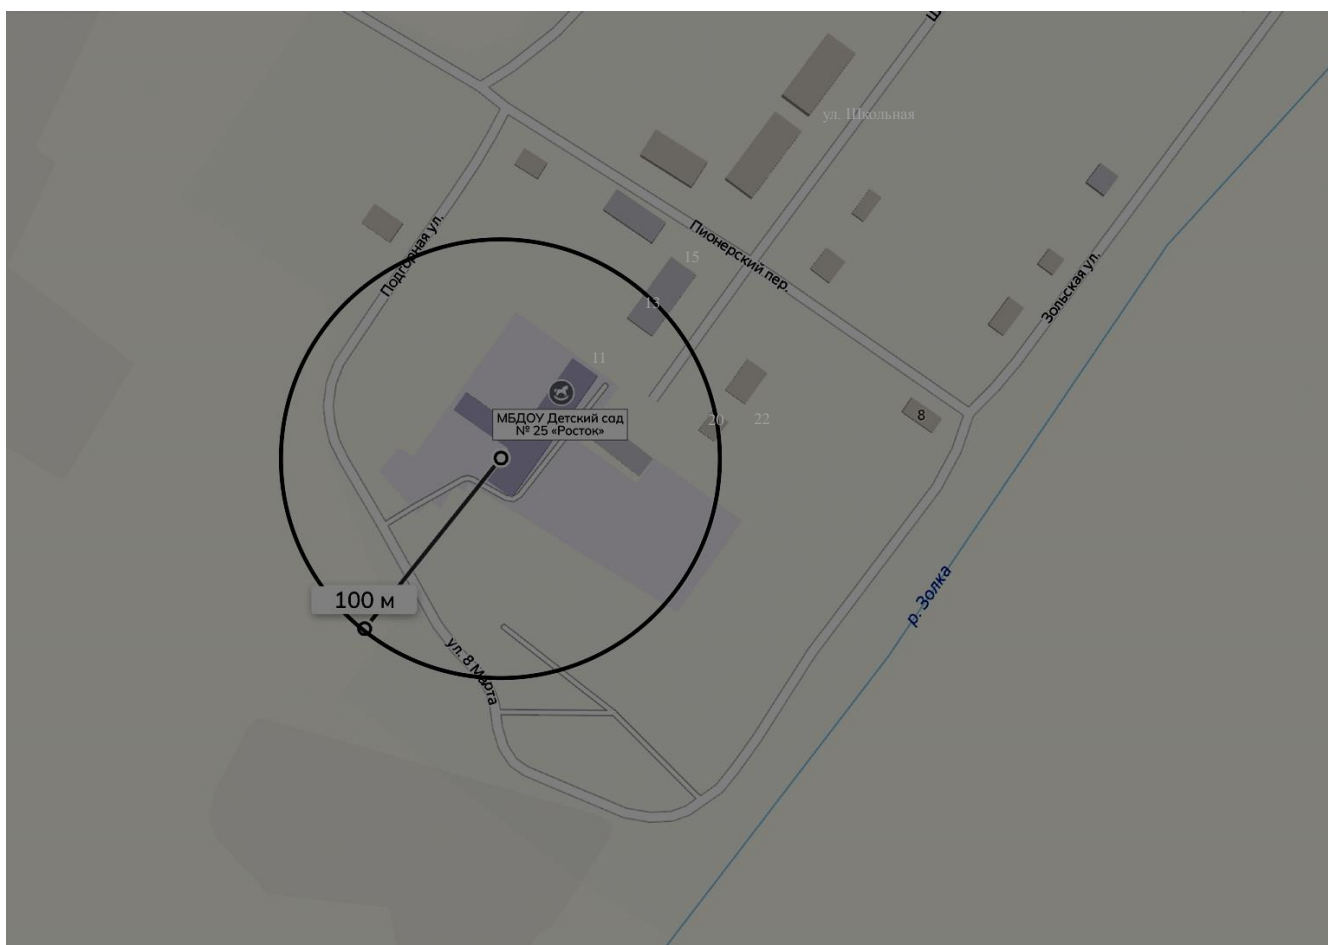 ул. Школьная
Подгорная ул.
Пионерский пер.
15
Зольская ул.
13
11
МБДОУ Детский сад
№ 25 «Росток»
20
22
8
р. Золка
100 м
ул. 8 Марта